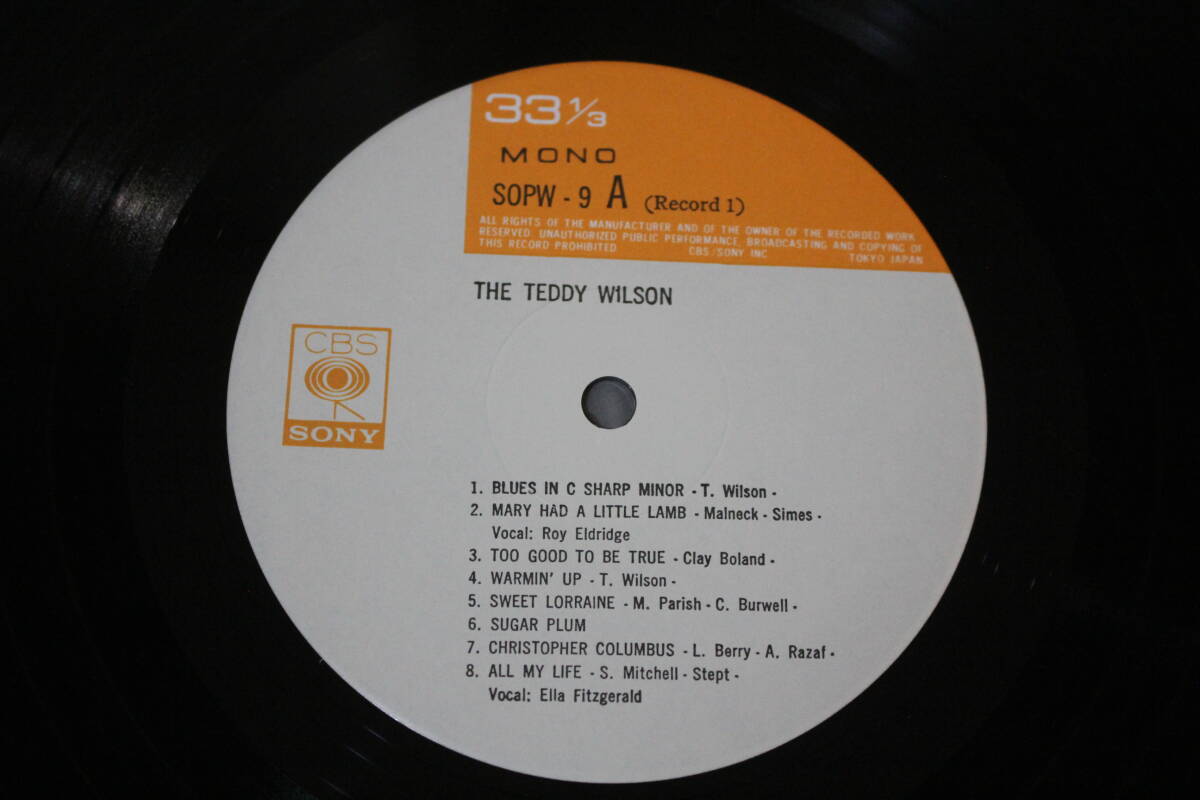 33 1/3
MONO
SOPW - 9 A (Record 1)
ALL RIGHTS OF THE MANUFACTURER AND OF THE OWNER OF THE RECORDED WORK
RESERVED. UNAUTHORIZED PUBLIC PERFORMANCE, BROADCASTING AND COPYING OF
THIS RECORD PROHIBITED CBS/SONY INC TOKYO JAPAN
THE TEDDY WILSON
CBS
SONY
1. BLUES IN C SHARP MINOR - T. Wilson -
2. MARY HAD A LITTLE LAMB - Malneck - Simes -
Vocal: Roy Eldridge
3. TOO GOOD TO BE TRUE - Clay Boland -
4. WARMIN' UP - T. Wilson -
5. SWEET LORRAINE - M. Parish - C. Burwell -
6. SUGAR PLUM
7. CHRISTOPHER COLUMBUS - L. Berry - A. Razaf -
8. ALL MY LIFE - S. Mitchell - Stept -
Vocal: Ella Fitzgerald